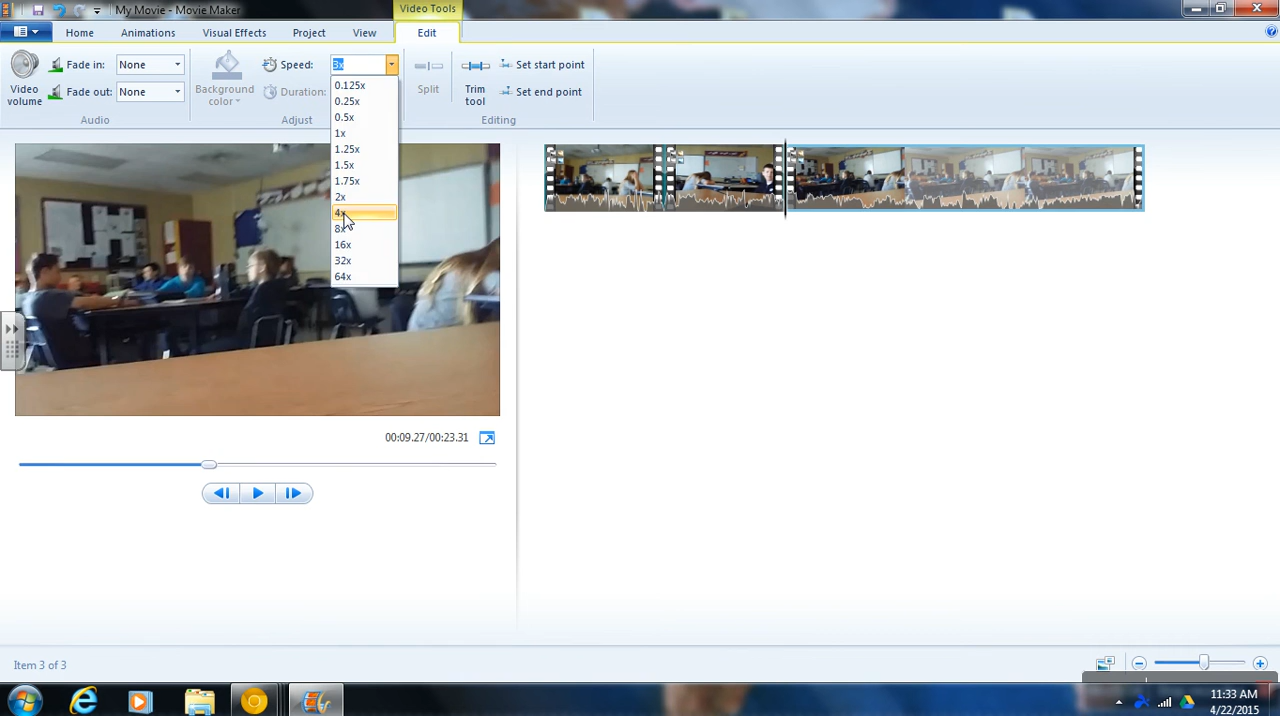 My Movie - Movie Maker
Video Tools
Home
Animations
Visual Effects
Project
View
Edit
Video volume
Fade in:
None
Fade out:
None
Audio
Background color
Speed:
3x
Duration:
Adjust
Split
Trim tool
Set start point
Set end point
Editing
0.125x
0.25x
0.5x
1x
1.25x
1.5x
1.75x
2x
4x
8x
16x
32x
64x
00:09.27/00:23.31
Item 3 of 3
11:33 AM
4/22/2015